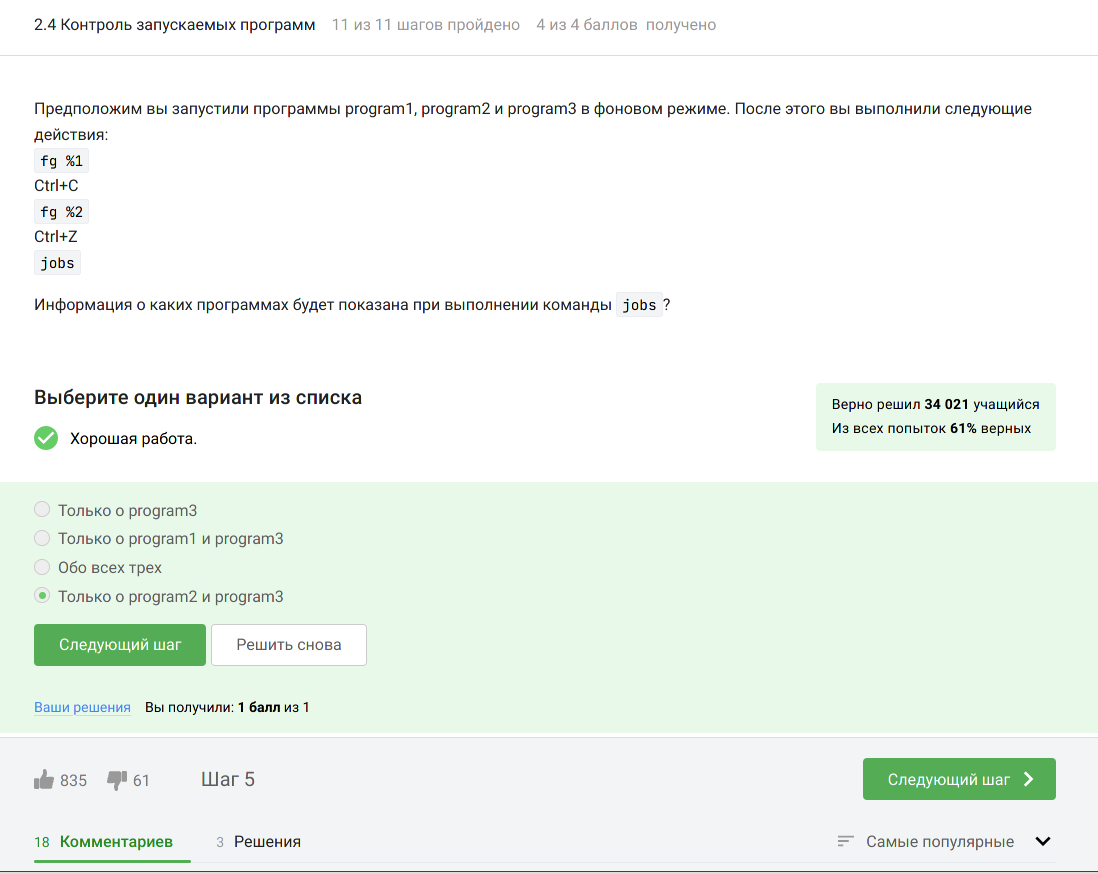 2.4 Контроль запускаемых программ 11 из 11 шагов пройдено 4 из 4 баллов получено
Предположим вы запустили программы program1, program2 и program3 в фоновом режиме. После этого вы выполнили следующие
действия:
fg %1
Ctrl+C
fg %2
Ctrl+Z
jobs
Информация о каких программах будет показана при выполнении команды jobs?
Выберите один вариант из списка
Хорошая работа.
Верно решил 34 021 учащийся
Из всех попыток 61% верных
Только о program3
Только о program1 и program3
Обо всех трех
Только о program2 и program3
Следующий шаг Решить снова
Ваши решения Вы получили: 1 балл из 1
835 61 Шаг 5 Следующий шаг
18 Комментариев 3 Решения Самые популярные